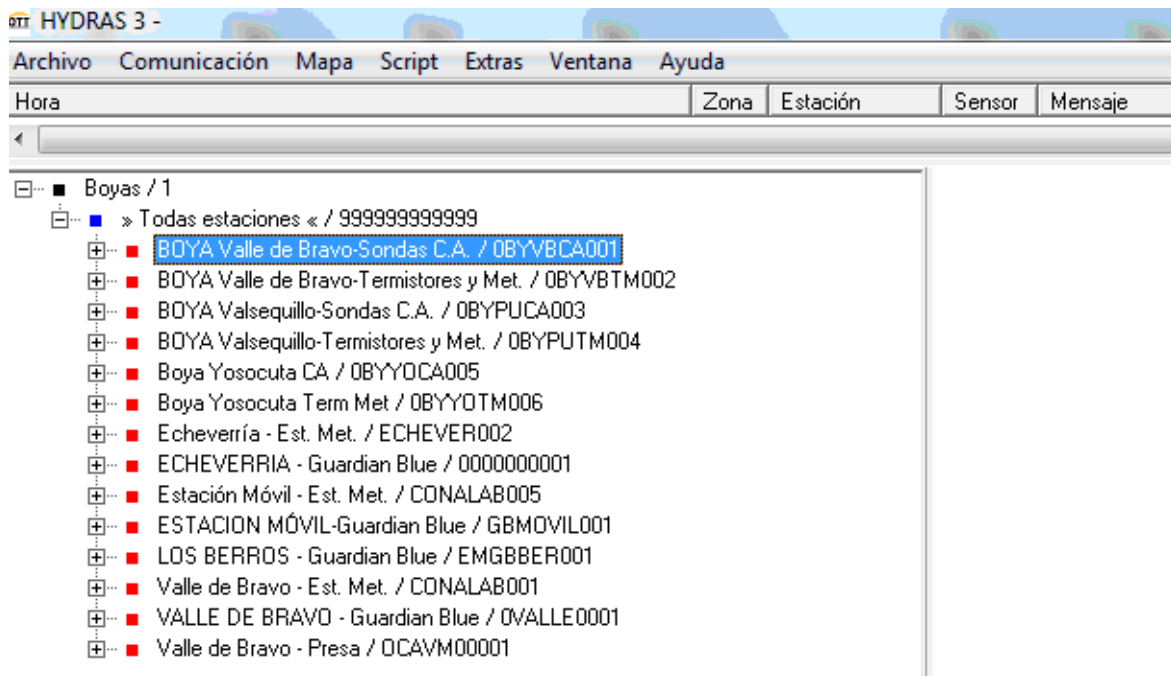 OTT HYDRAS 3 -
Archivo Comunicación Mapa Script Extras Ventana Ayuda
Hora Zona Estación Sensor Mensaje
Boyas / 1
» Todas estaciones « / 999999999999
BOYA Valle de Bravo-Sondas C.A. / 0BYVBCA001
BOYA Valle de Bravo-Termistores y Met. / 0BYVBTM002
BOYA Valsequillo-Sondas C.A. / 0BYPUCA003
BOYA Valsequillo-Termistores y Met. / 0BYPUTM004
Boya Yosocuta CA / 0BYYOCA005
Boya Yosocuta Term Met / 0BYYOTM006
Echeverría - Est. Met. / ECHEVER002
ECHEVERRIA - Guardian Blue / 0000000001
Estación Móvil - Est. Met. / CONALAB005
ESTACION MÓVIL-Guardian Blue / GBMOVIL001
LOS BERROS - Guardian Blue / EMGBBER001
Valle de Bravo - Est. Met. / CONALAB001
VALLE DE BRAVO - Guardian Blue / 0VALLE0001
Valle de Bravo - Presa / OCAVM00001